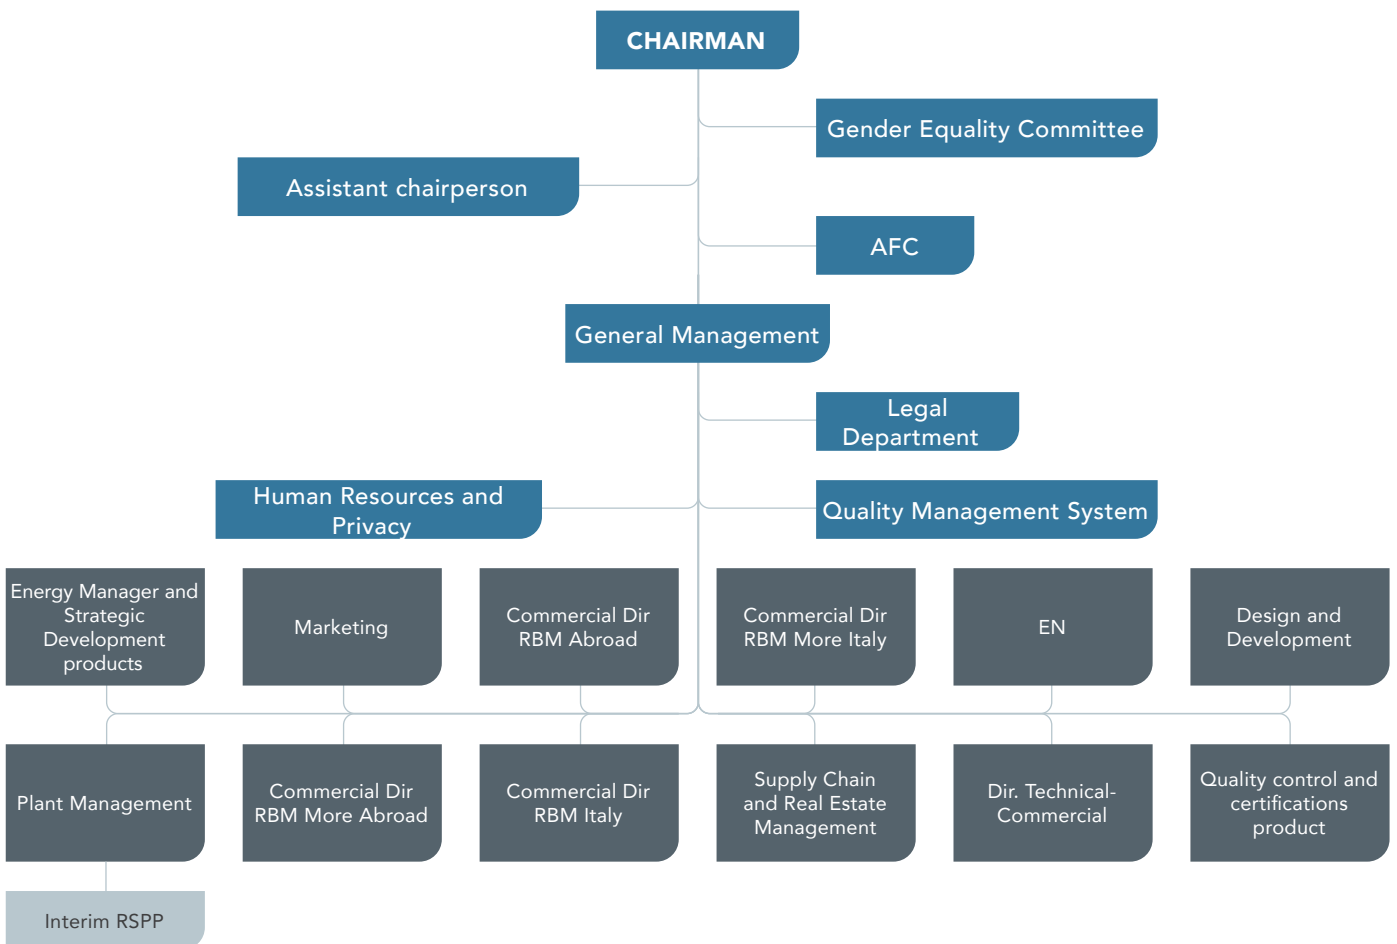 CHAIRMAN
Gender Equality Committee
Assistant chairperson
AFC
General Management
Legal
Department
Human Resources and
Privacy
Quality Management System
Energy Manager and
Strategic
Development
products
Marketing
Commercial Dir
RBM Abroad
Commercial Dir
RBM More Italy
EN
Design and
Development
Plant Management
Commercial Dir
RBM More Abroad
Commercial Dir
RBM Italy
Supply Chain
and Real Estate
Management
Dir. Technical-
Commercial
Quality control and
certifications
product
Interim RSPP